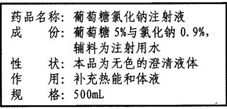 药品名称：葡萄糖氯化钠注射液
成　　份：葡萄糖5%与氯化钠0.9%，
辅料为注射用水
性　　状：本品为无色的澄清液体
作　　用：补充热能和体液
规　　格：500mL